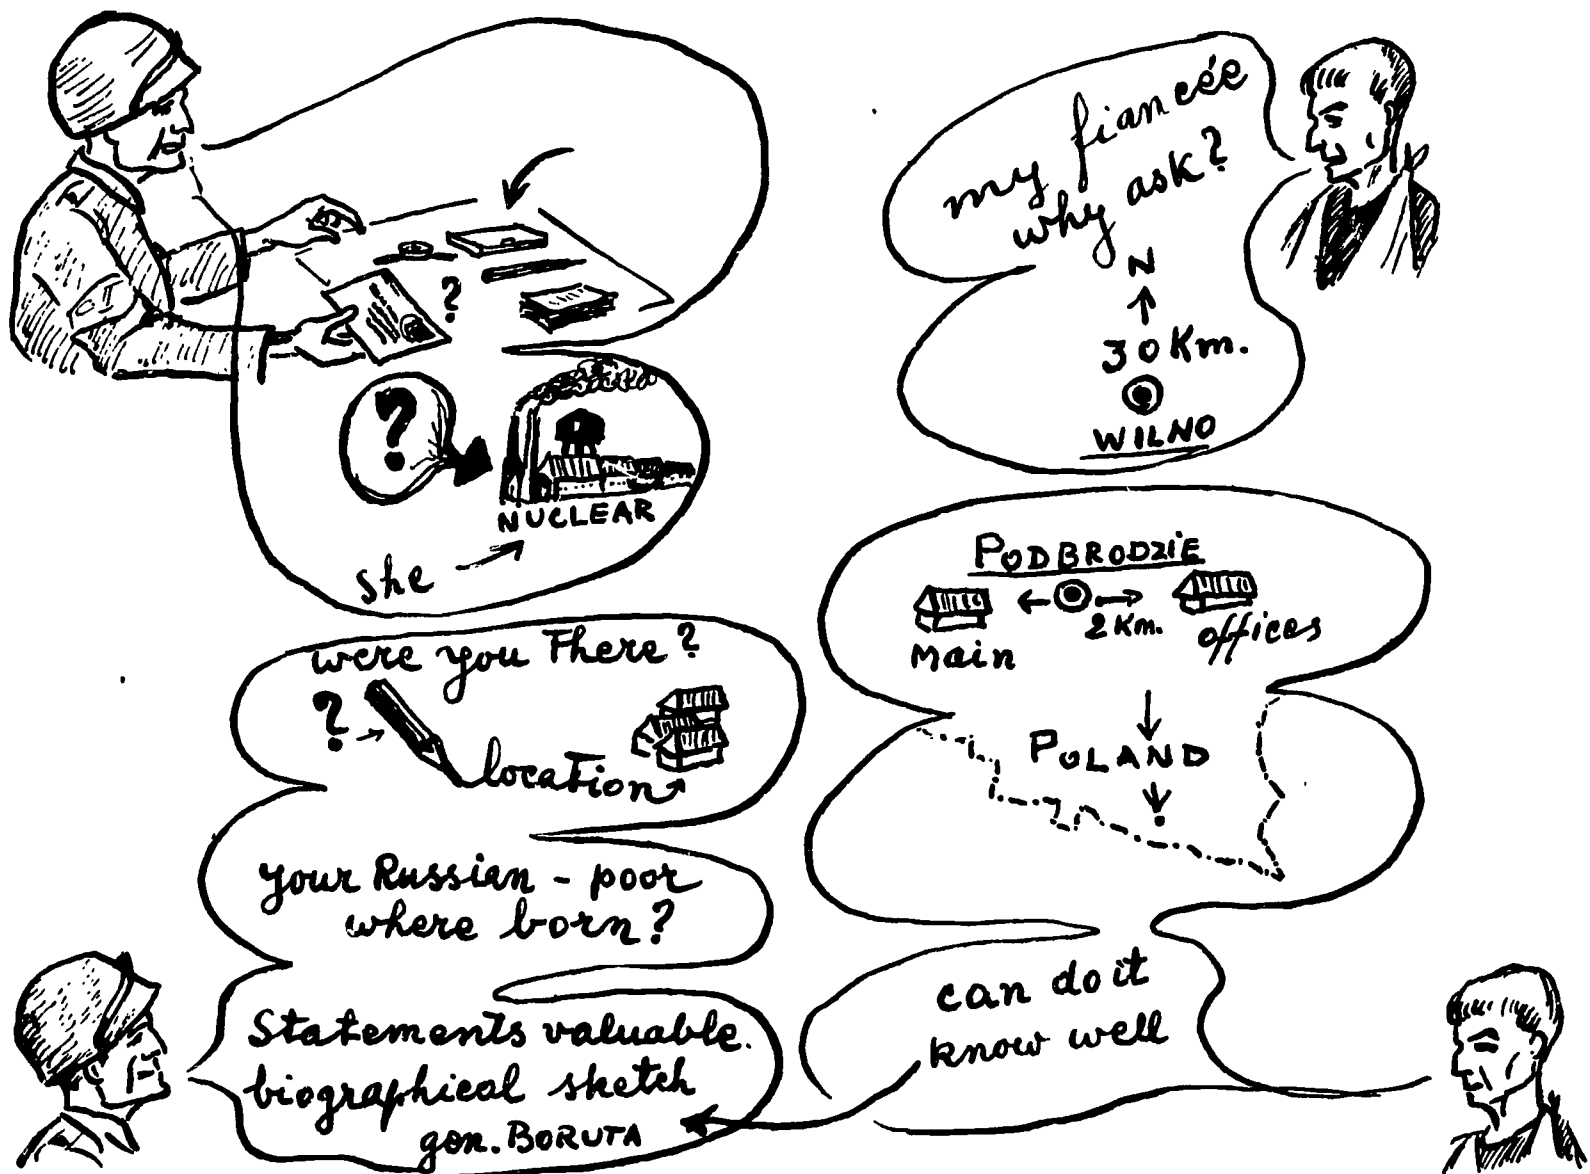 ?
?
NUCLEAR
she
my fiancée
why ask?
N
30 Km.
WILNO
were you There?
?
location
PODBRODZIE
2 Km.
Main
offices
POLAND
your Russian - poor
where born?
Statements valuable.
biographical sketch
gen. BORUTA
can do it
know well